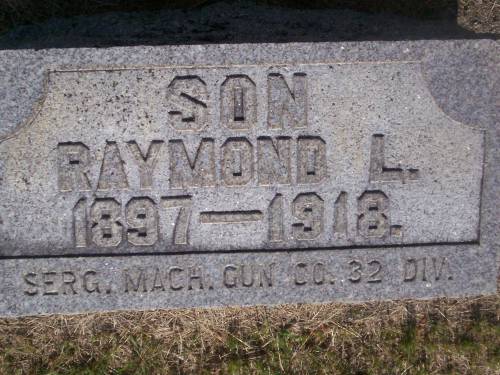 SON
RAYMOND L.
1897-1918.
SERG. MACH. GUN CO. 32 DIV.